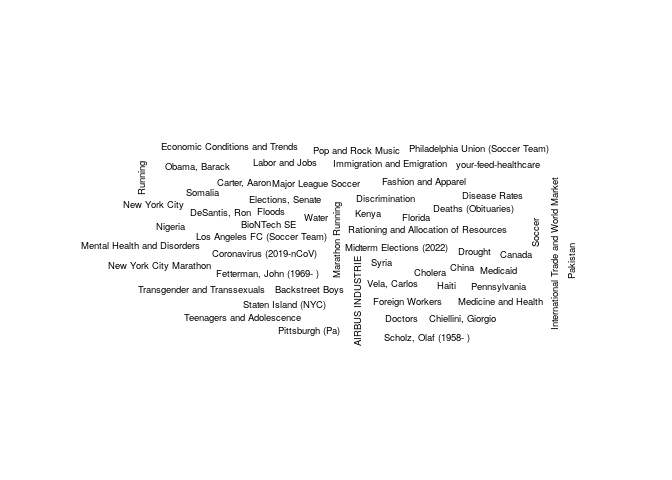 Economic Conditions and Trends
Pop and Rock Music
Philadelphia Union (Soccer Team)
Running
Obama, Barack
Labor and Jobs
Immigration and Emigration
your-feed-healthcare
Carter, Aaron
Major League Soccer
Fashion and Apparel
Somalia
Elections, Senate
Discrimination
Disease Rates
New York City
DeSantis, Ron
Floods
Water
Marathon Running
Kenya
Florida
Deaths (Obituaries)
Nigeria
BioNTech SE
Rationing and Allocation of Resources
Soccer
International Trade and World Market
Los Angeles FC (Soccer Team)
Mental Health and Disorders
Coronavirus (2019-nCoV)
Midterm Elections (2022)
Drought
Canada
Pakistan
New York City Marathon
Fetterman, John (1969- )
AIRBUS INDUSTRIE
Syria
Cholera
China
Medicaid
Transgender and Transsexuals
Backstreet Boys
Vela, Carlos
Haiti
Pennsylvania
Staten Island (NYC)
Foreign Workers
Medicine and Health
Teenagers and Adolescence
Doctors
Chiellini, Giorgio
Pittsburgh (Pa)
Scholz, Olaf (1958- )